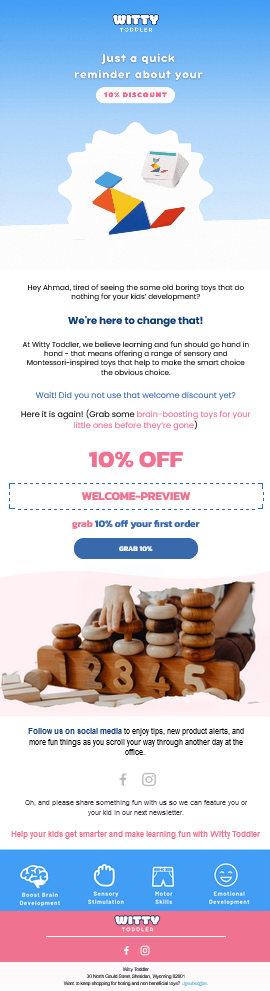 WITTY
TODDLER
Just a quick
reminder about your
10% DISCOUNT
Hey Ahmad, tired of seeing the same old boring toys that do
nothing for your kids' development?
We're here to change that!
At Witty Toddler, we believe learning and fun should go hand in
hand - that means offering a range of sensory and
Montessori-inspired toys that help to make the smart choice
the obvious choice.
Wait! Did you not use that welcome discount yet?
Here it is again! (Grab some brain-boosting toys for your
little ones before they're gone)
10% OFF
WELCOME-PREVIEW
grab 10% off your first order
GRAB 10%
1 2 3 4 5
Follow us on social media to enjoy tips, new product alerts, and
more fun things as you scroll your way through another day at the
office.
Oh, and please share something fun with us so we can feature you or
your kid in our next newsletter.
Help your kids get smarter and make learning fun with Witty Toddler
Boost Brain
Development
Sensory
Stimulation
Motor
Skills
Emotional
Development
WITTY
TODDLER
Witty Toddler
30 North Gould Street Sheridan, Wyoming 82801
Want to keep shopping for boring and non beneficial toys?